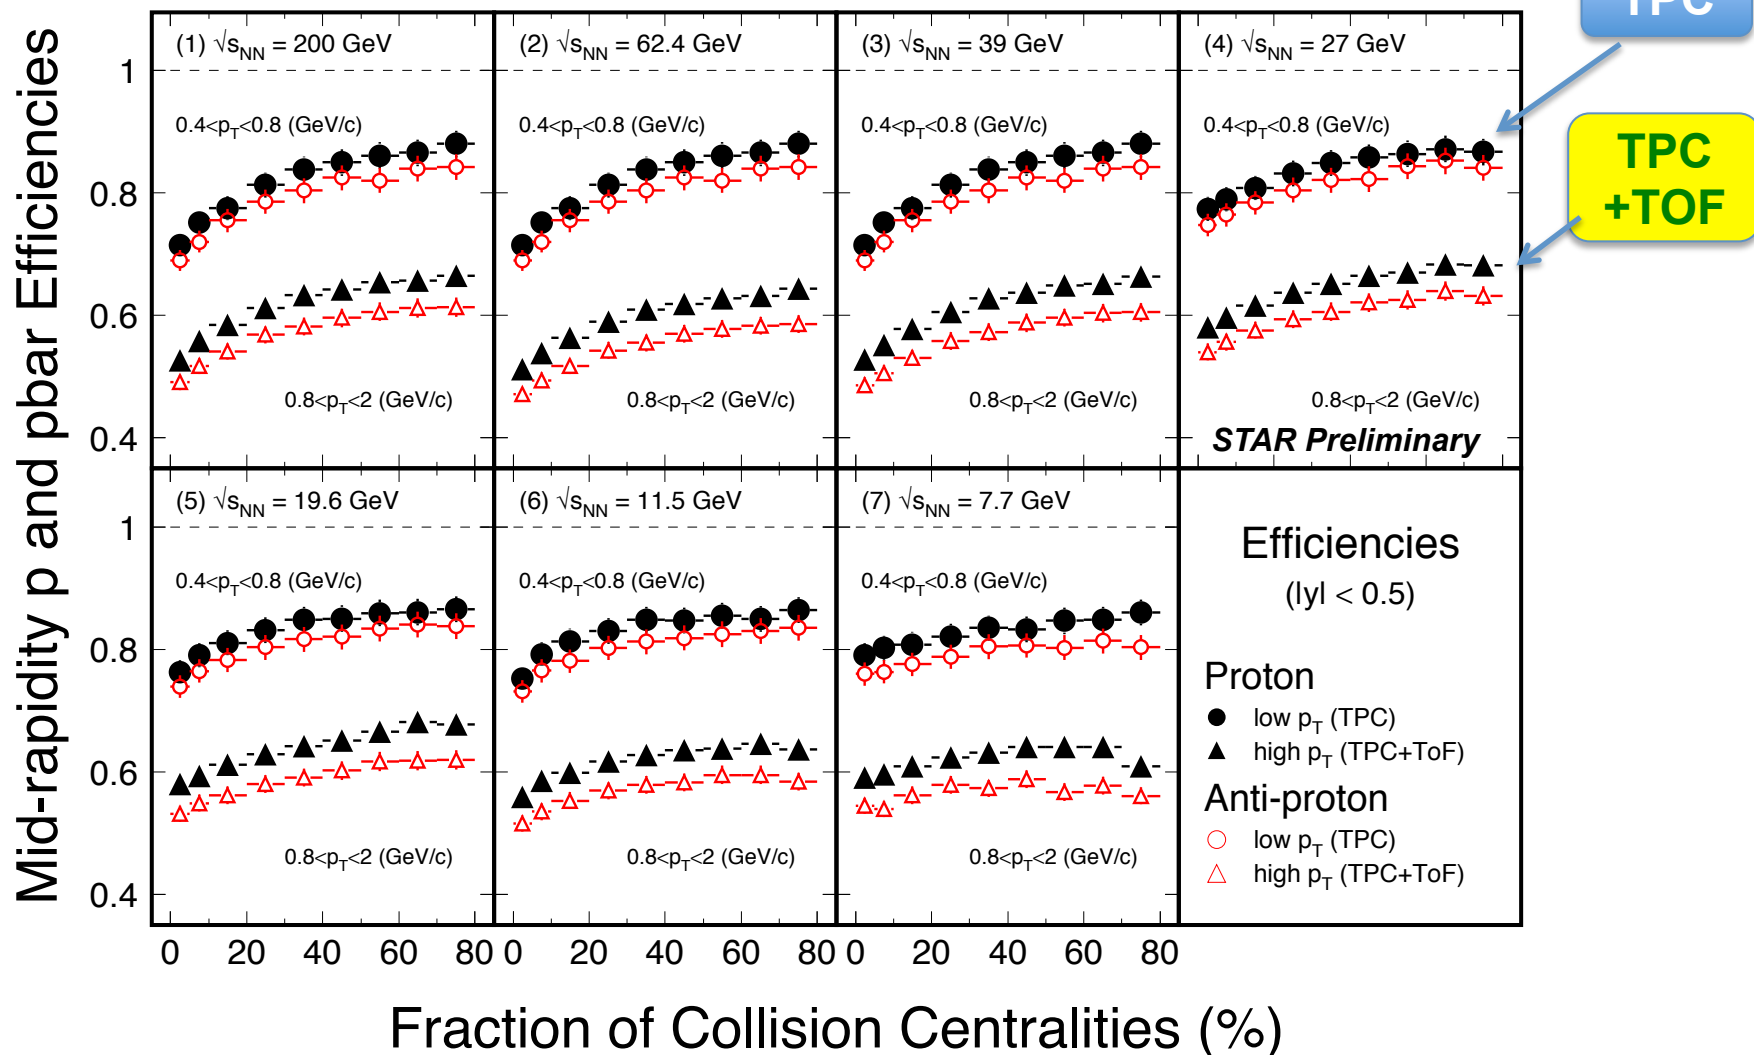 Mid-rapidity p and pbar Efficiencies
(1) √sNN = 200 GeV
(2) √sNN = 62.4 GeV
(3) √sNN = 39 GeV
(4) √sNN = 27 GeV
TPC
TPC
+TOF
1
0.8
0.6
0.4
0.4<pT<0.8 (GeV/c)
0.4<pT<0.8 (GeV/c)
0.4<pT<0.8 (GeV/c)
0.4<pT<0.8 (GeV/c)
0.8<pT<2 (GeV/c)
0.8<pT<2 (GeV/c)
0.8<pT<2 (GeV/c)
0.8<pT<2 (GeV/c)
STAR Preliminary
(5) √sNN = 19.6 GeV
(6) √sNN = 11.5 GeV
(7) √sNN = 7.7 GeV
1
0.8
0.6
0.4
0.4<pT<0.8 (GeV/c)
0.4<pT<0.8 (GeV/c)
0.4<pT<0.8 (GeV/c)
0.8<pT<2 (GeV/c)
0.8<pT<2 (GeV/c)
0.8<pT<2 (GeV/c)
Efficiencies
(|y| < 0.5)
Proton
low pT (TPC)
high pT (TPC+ToF)
Anti-proton
low pT (TPC)
high pT (TPC+ToF)
0 20 40 60 80 0 20 40 60 80 0 20 40 60 80
Fraction of Collision Centralities (%)